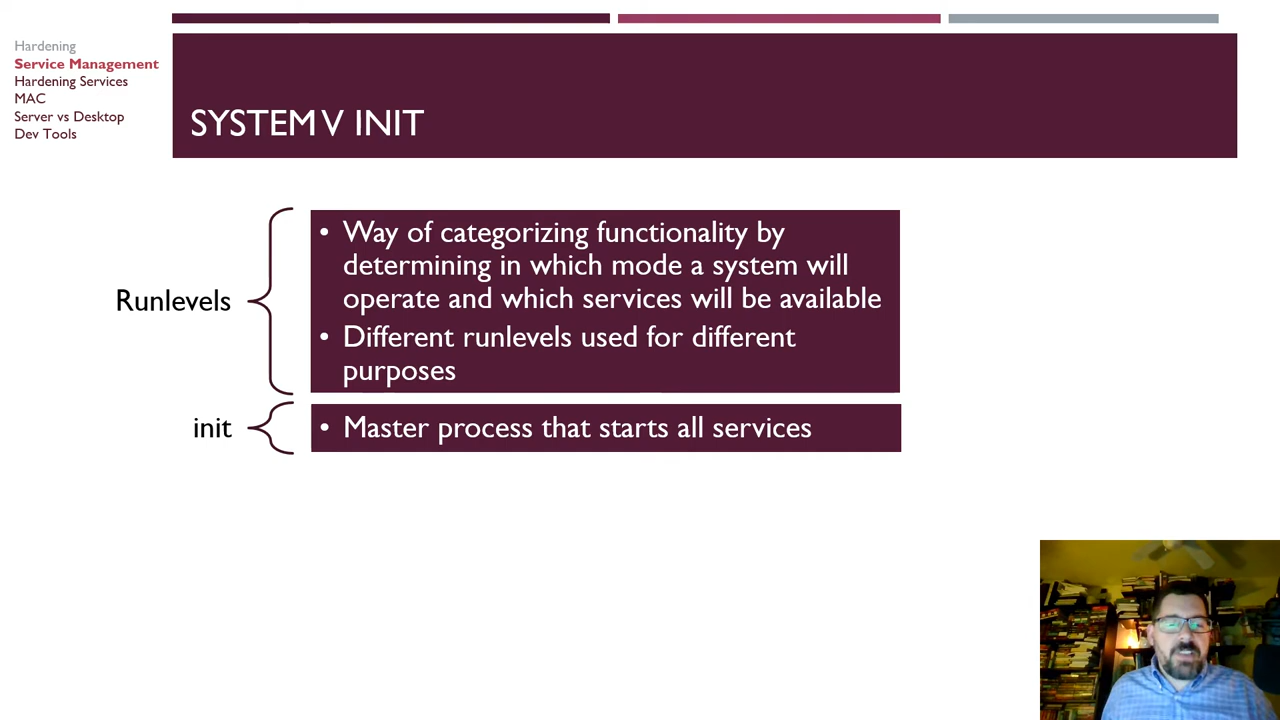 Hardening
Service Management
Hardening Services
MAC
Server vs Desktop
Dev Tools
SYSTEM V INIT
Runlevels
• Way of categorizing functionality by
determining in which mode a system will
operate and which services will be available
• Different runlevels used for different
purposes
init
• Master process that starts all services